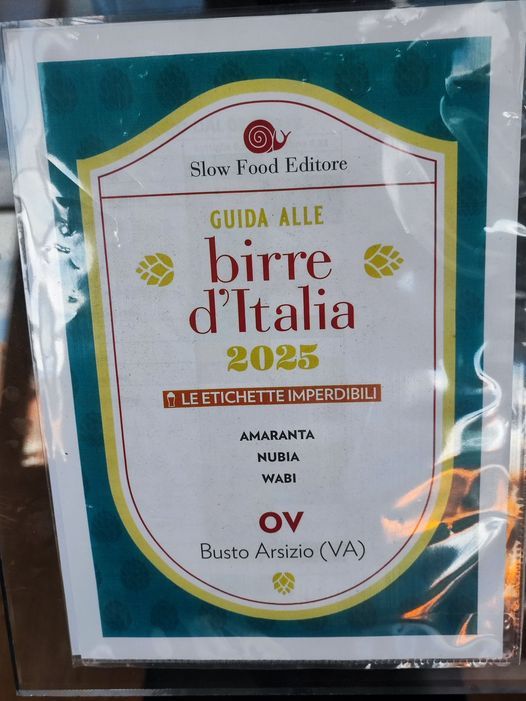 Slow Food Editore
GUIDA ALLE
birre
d'Italia
2025
LE ETICHETTE IMPERDIBILI
AMARANTA
NUBIA
WABI
OV
Busto Arsizio (VA)